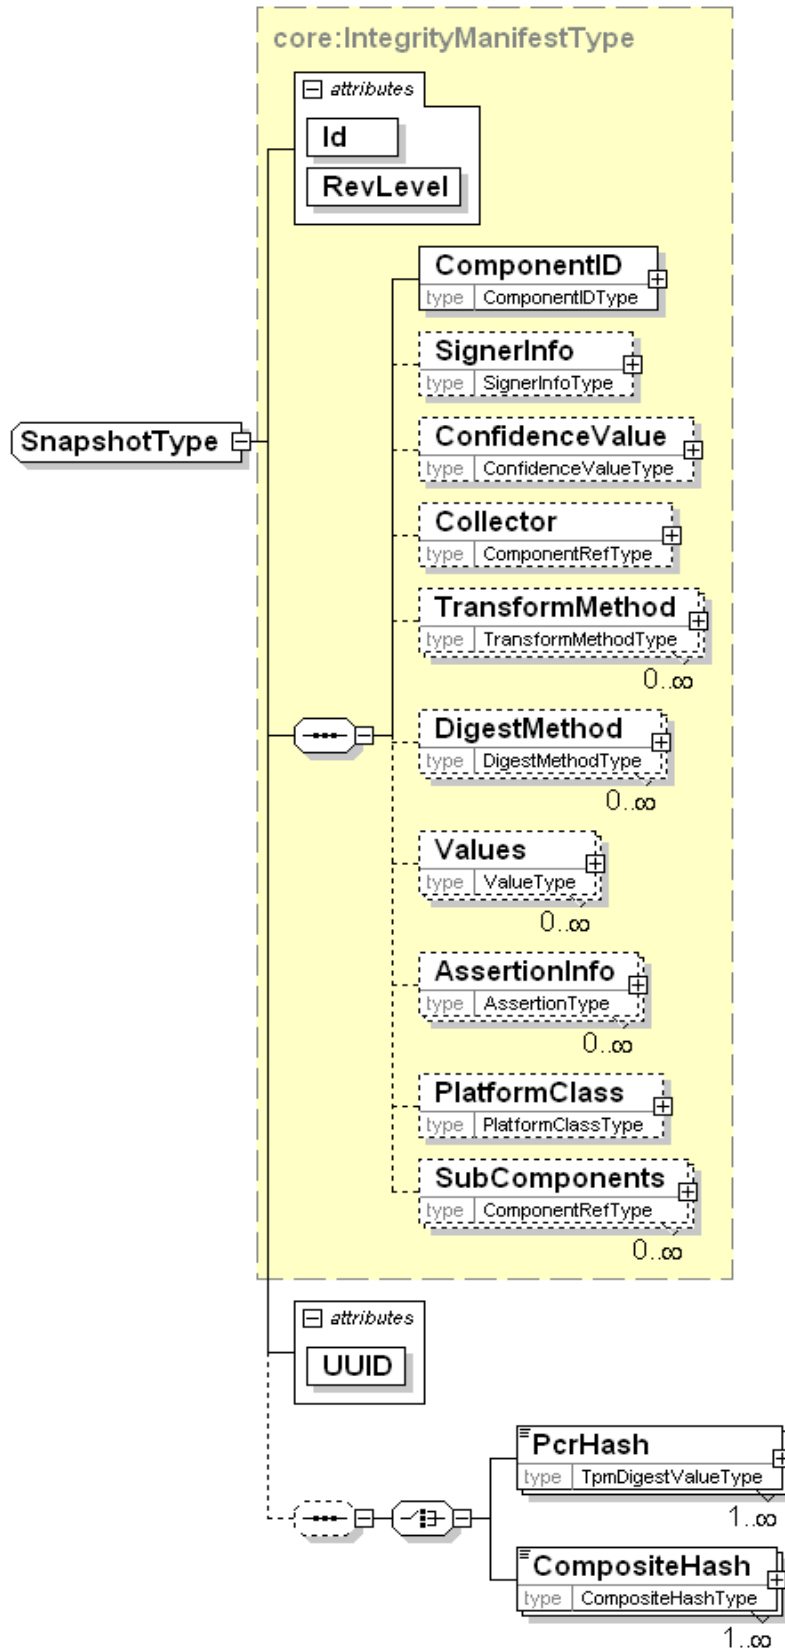 core:IntegrityManifestType
attributes
Id
RevLevel
ComponentID
type ComponentIDType
SignerInfo
type SignerInfoType
ConfidenceValue
type ConfidenceValueType
SnapshotType
Collector
type ComponentRefType
TransformMethod
type TransformMethodType
0..∞
DigestMethod
type DigestMethodType
0..∞
Values
type ValueType
0..∞
AssertionInfo
type AssertionType
0..∞
PlatformClass
type PlatformClassType
SubComponents
type ComponentRefType
0..∞
attributes
UUID
PcrHash
type TpmDigestValueType
1..∞
CompositeHash
type CompositeHashType
1..∞